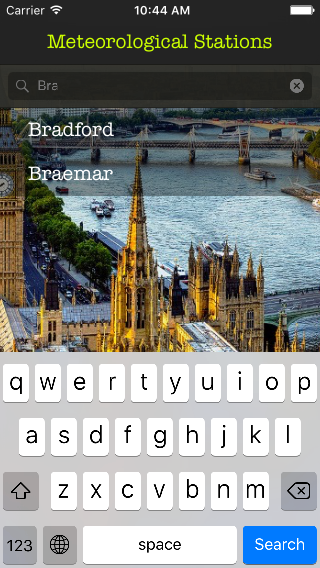 Carrier 10:44 AM
Meteorological Stations
Bra
Bradford
Braemar
q w e r t y u i o p
a s d f g h j k l
z x c v b n m
123 space Search